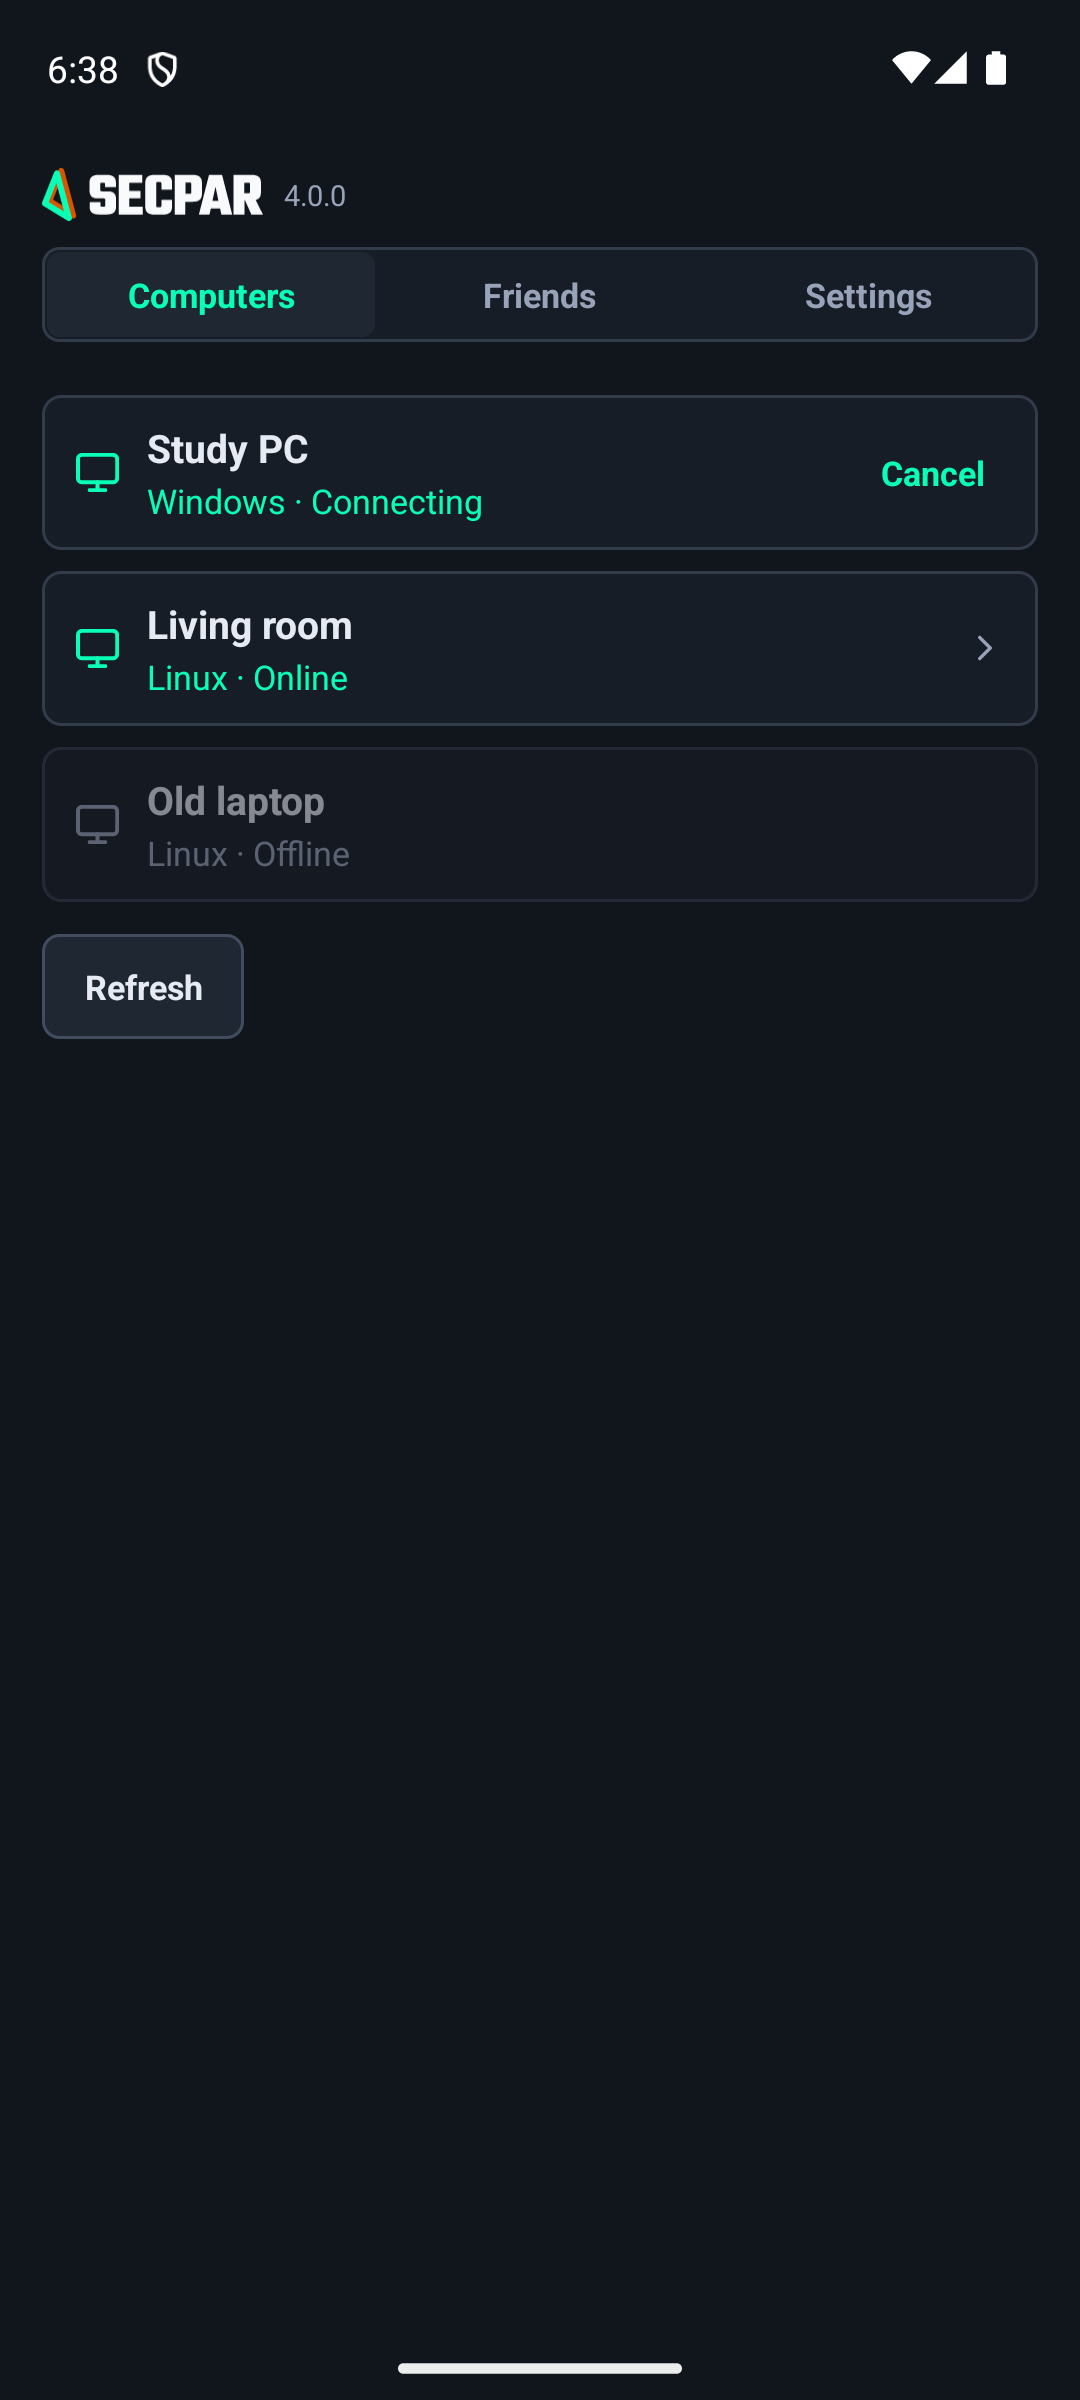 6:38
SECPAR 4.0.0
Computers Friends Settings
Study PC
Windows · Connecting
Cancel
Living room
Linux · Online
Old laptop
Linux · Offline
Refresh